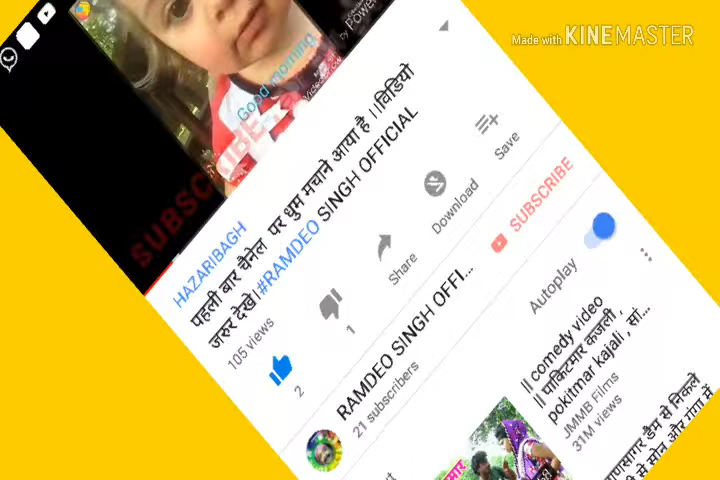 Made with KINEMASTER
Good morning
SUBSCRIBE
HAZARIBAGH
पहली बार चैनेल पर धुम मचाने आया है ।।विडियो
जरुर देखे।#RAMDEO SINGH OFFICIAL
105 views
2
1
Share
Download
Save
RAMDEO SINGH OFFI...
21 subscribers
SUBSCRIBE
Autoplay
|| comedy video
|| पाकिटमार कजली ,
pokitmar kajali , सां...
JMMB Films
31M views